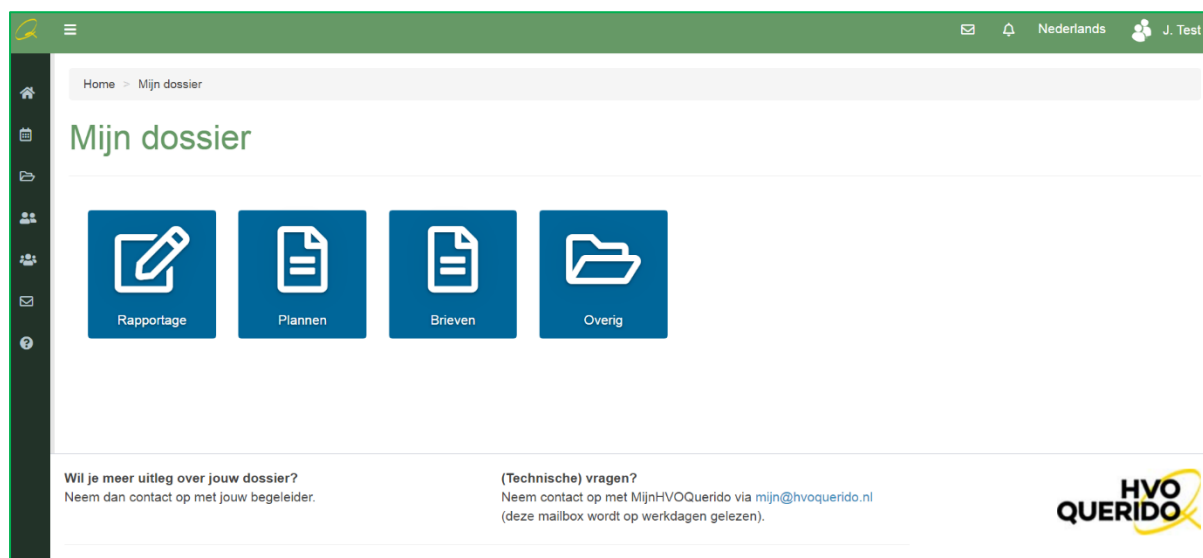 Nederlands
J. Test
Home > Mijn dossier
Mijn dossier
Rapportage
Plannen
Brieven
Overig
Wil je meer uitleg over jouw dossier?
Neem dan contact op met jouw begeleider.
(Technische) vragen?
Neem contact op met MijnHVOQuerido via mijn@hvoquerido.nl
(deze mailbox wordt op werkdagen gelezen).
HVO
QUERIDO